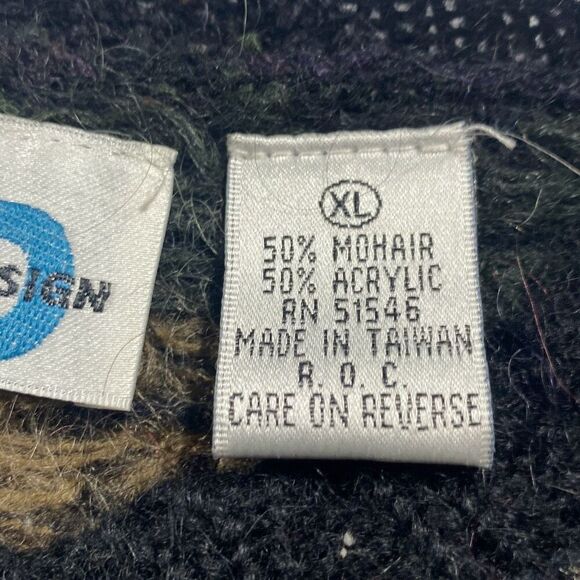 SIGN
XL
50% MOHAIR
50% ACRYLIC
RN 51546
MADE IN TAIWAN
R. O. C.
CARE ON REVERSE